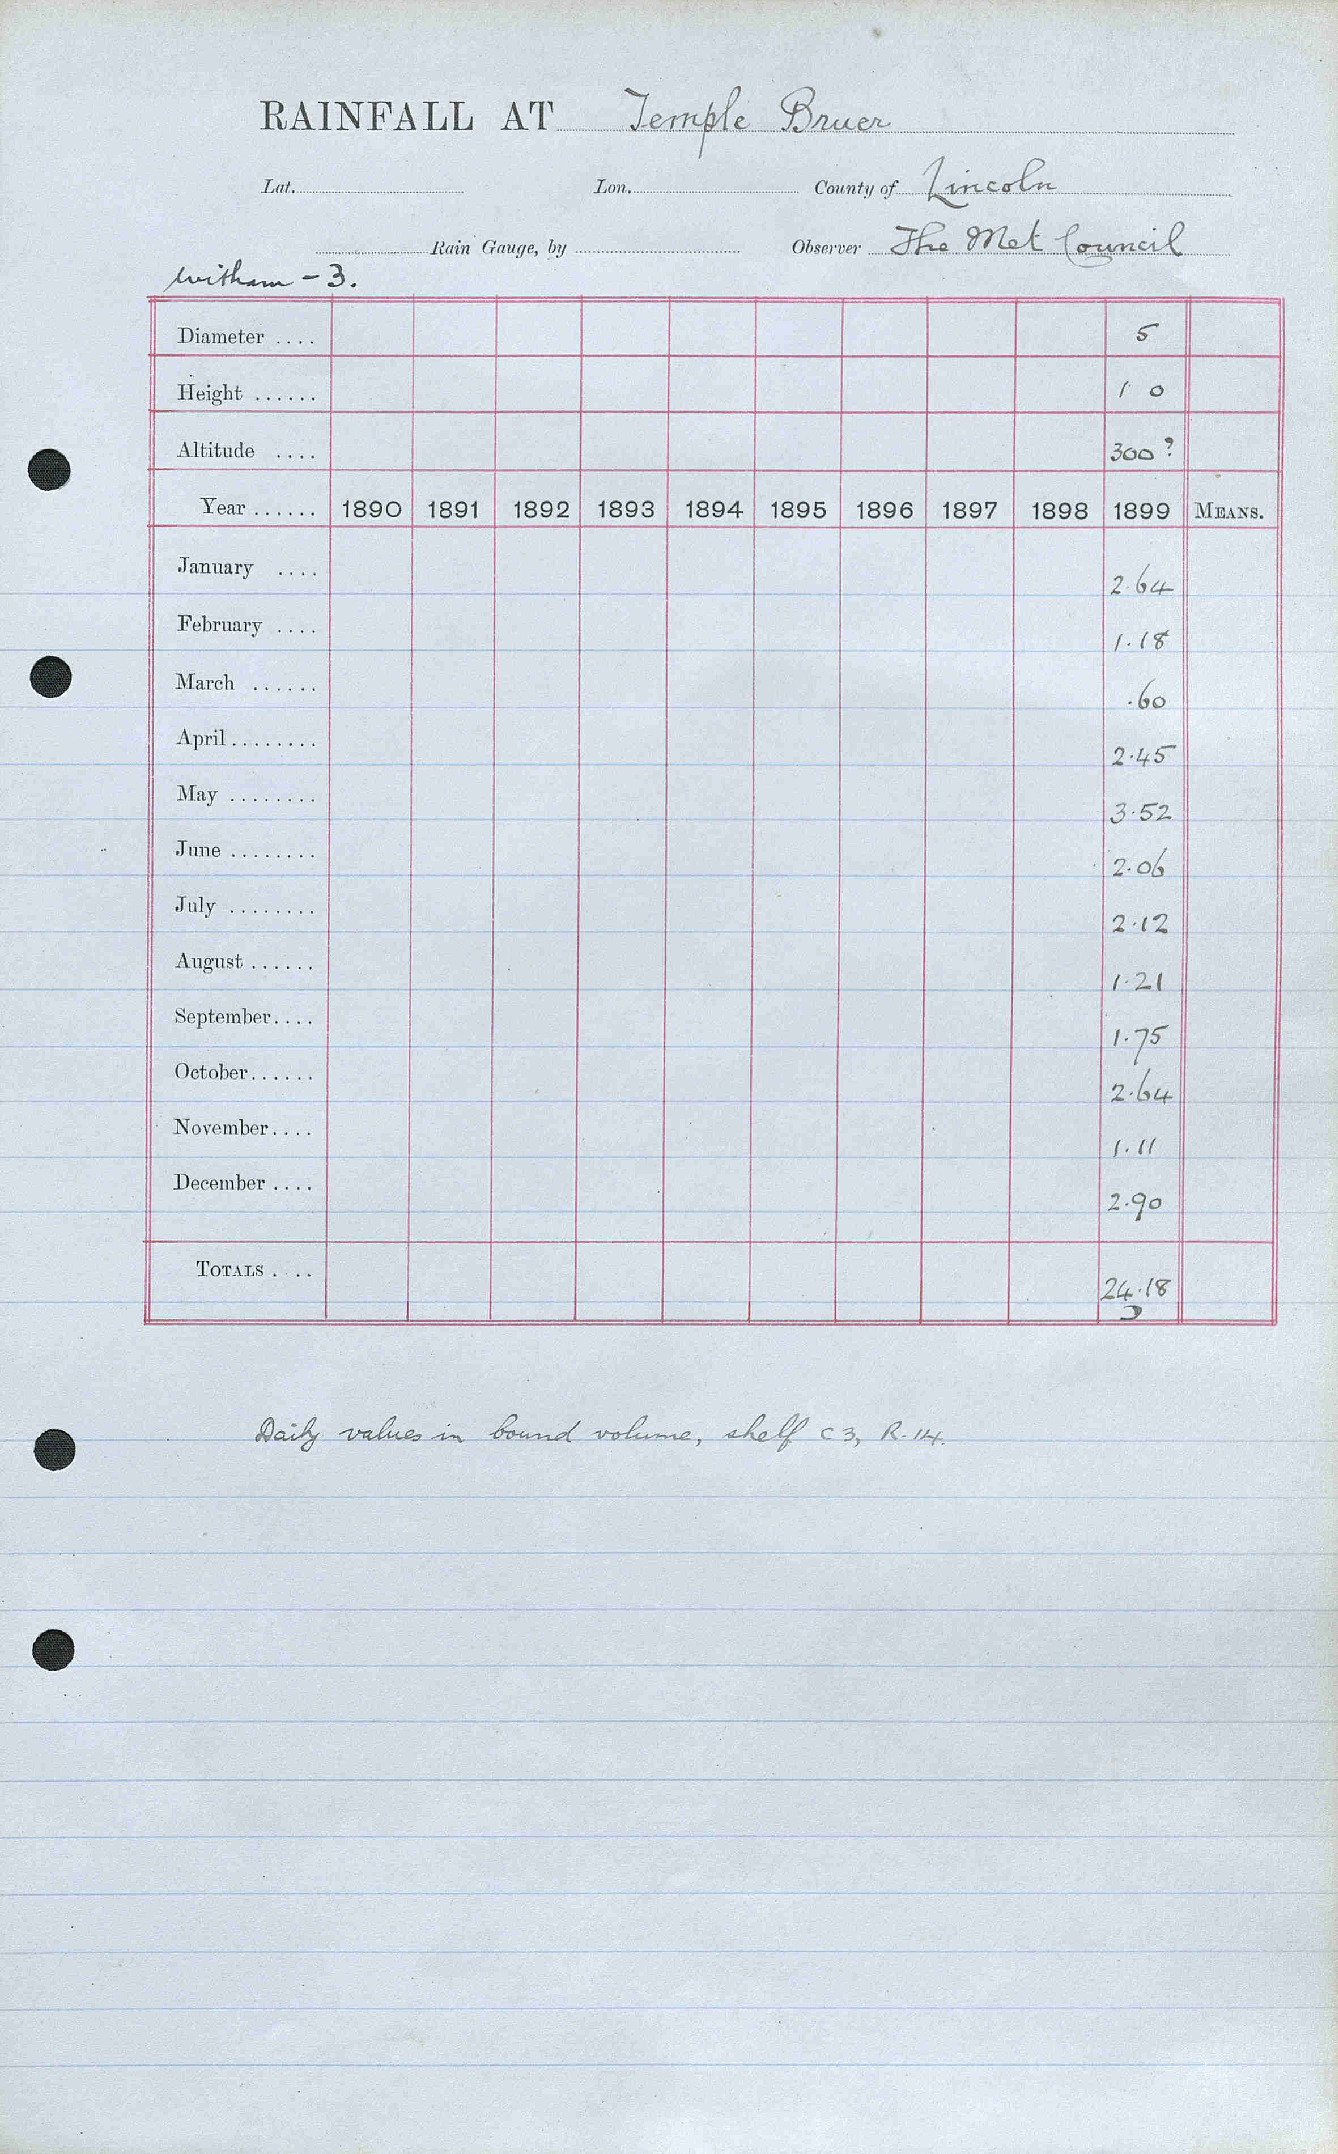 RAINFALL AT Temple Bruer
Lat. Lon. County of Lincoln
Rain Gauge, by Observer The Met Council
Witham - 3.
Diameter .... 5
Height ...... 1 0
Altitude .... 300?
Year ...... 1890 1891 1892 1893 1894 1895 1896 1897 1898 1899 MEANS.
January .... 2.64
February .... 1.18
March ...... .60
April ........ 2.45
May ........ 3.52
June ........ 2.06
July ........ 2.12
August ...... 1.21
September .... 1.75
October ...... 2.64
November .... 1.11
December .... 2.90
TOTALS .... 24.18
Daily values in bound volume, shelf C3, R.14.